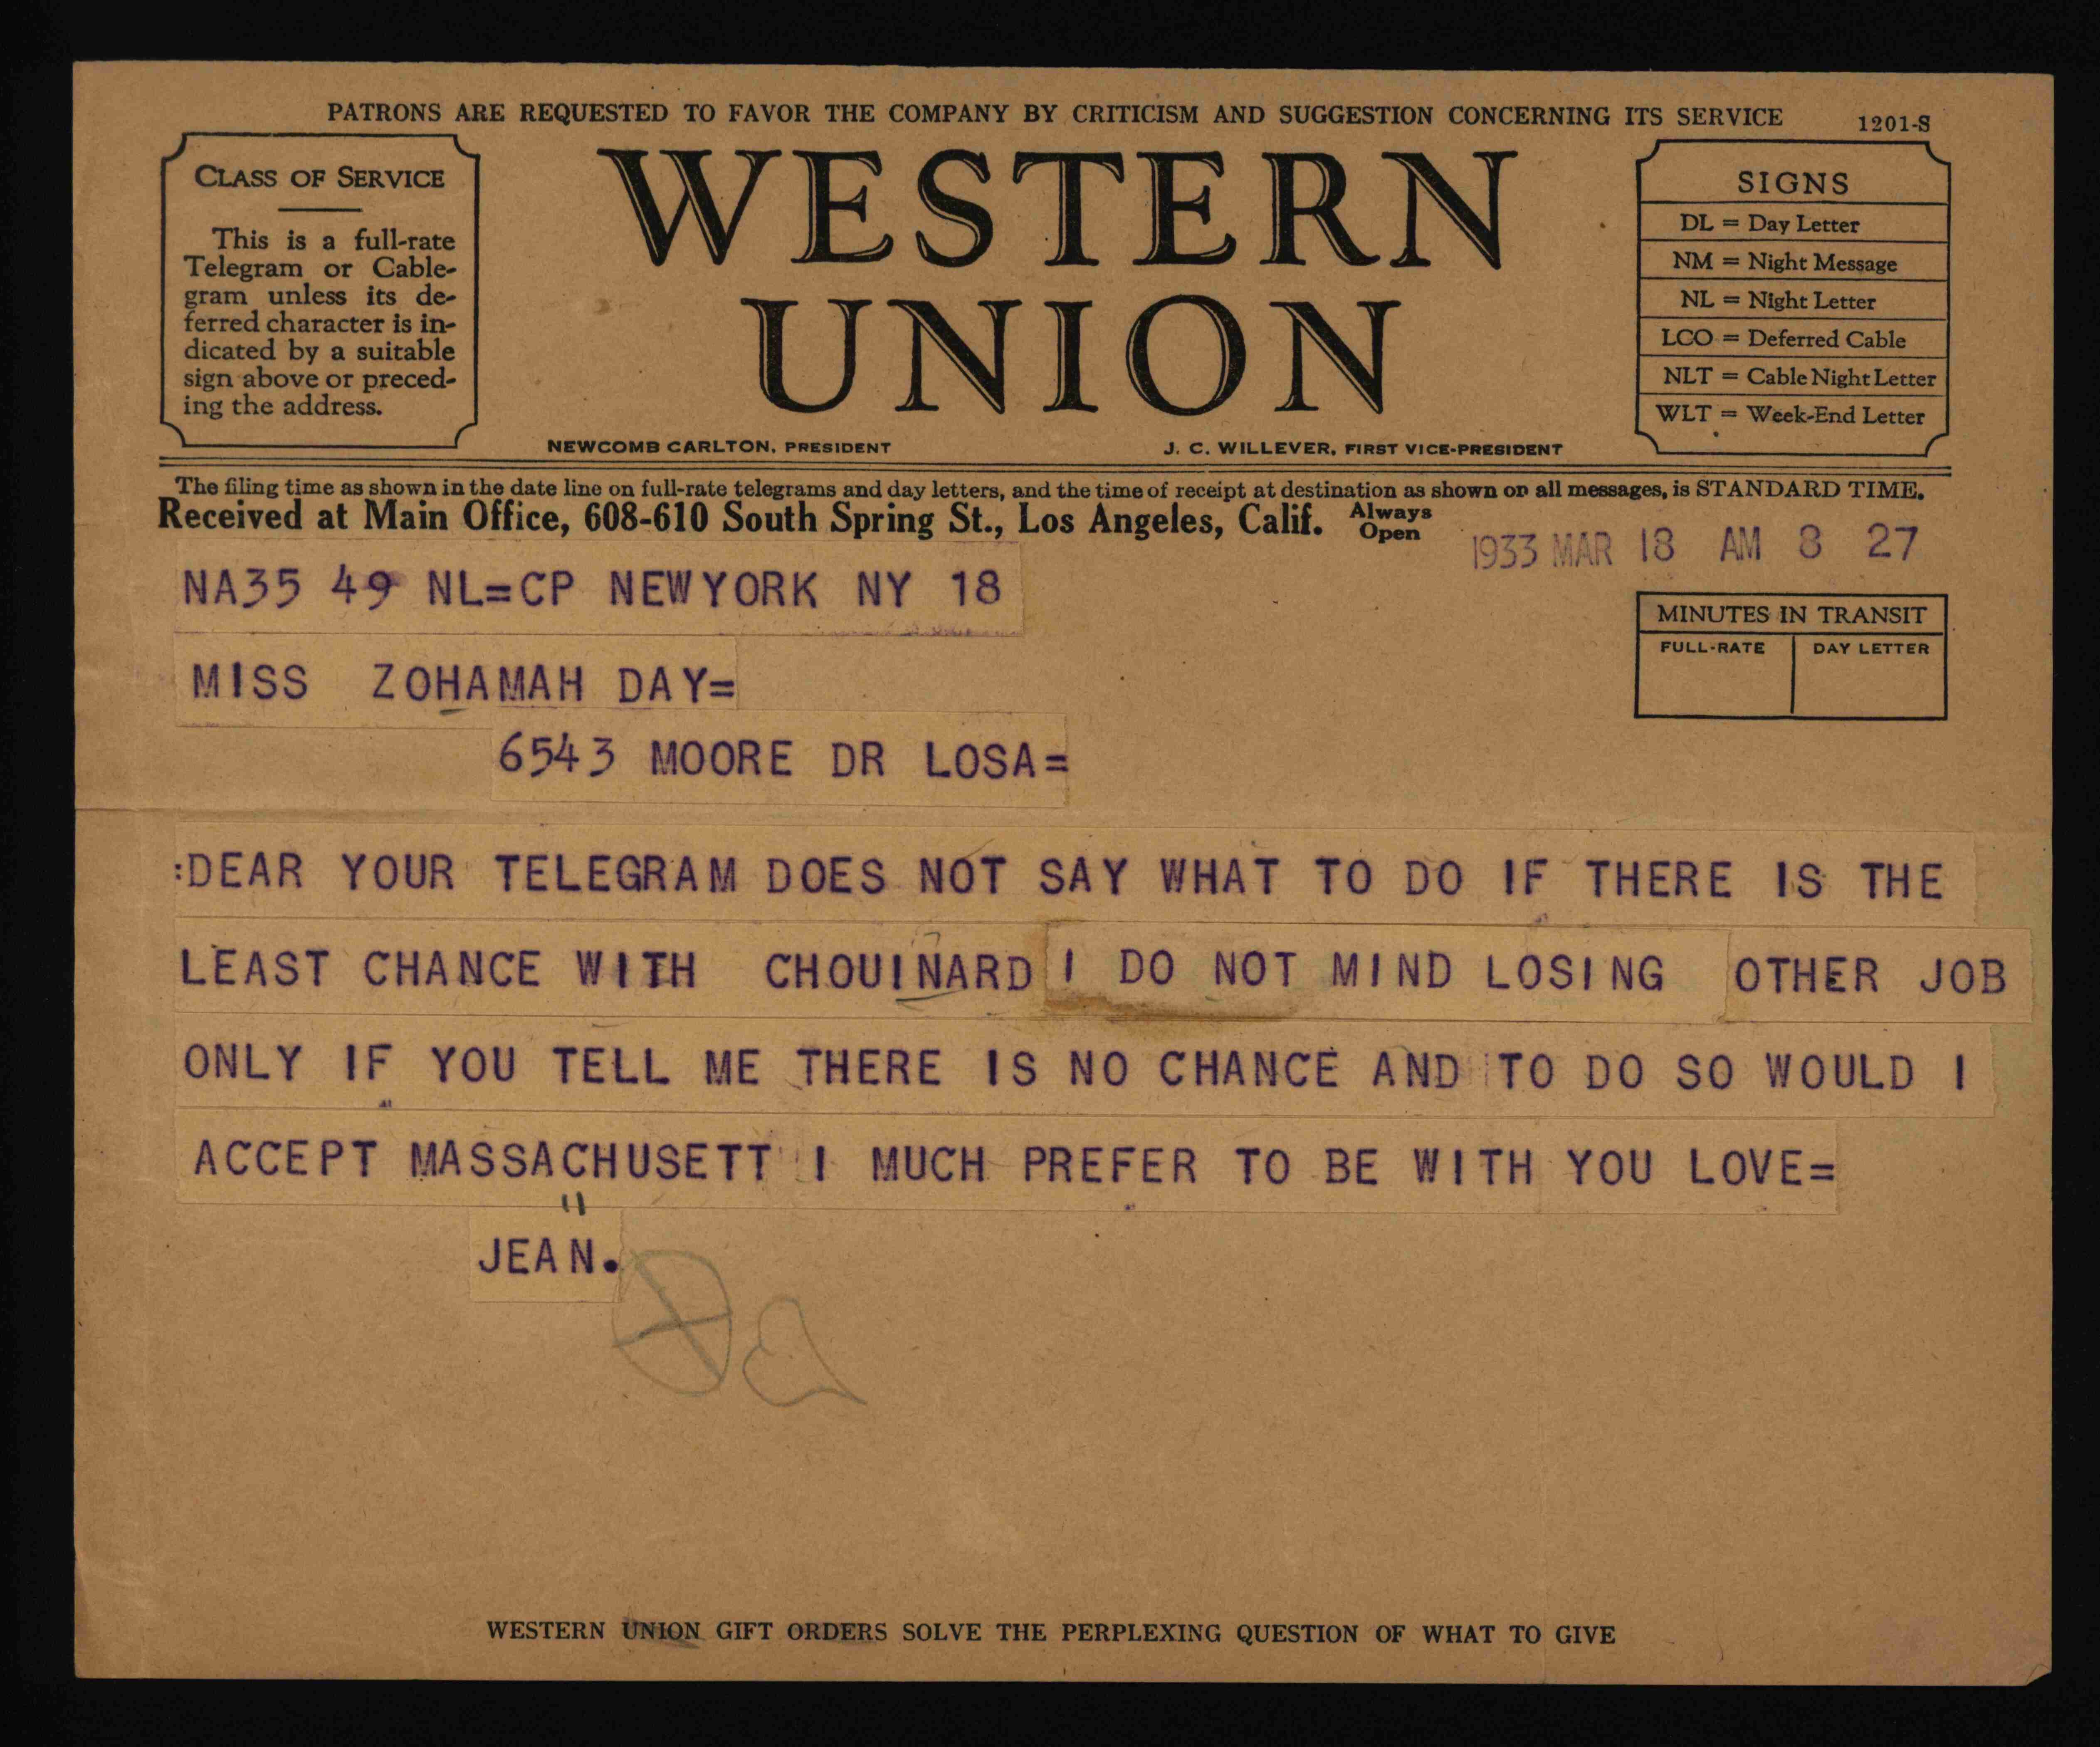 PATRONS ARE REQUESTED TO FAVOR THE COMPANY BY CRITICISM AND SUGGESTION CONCERNING ITS SERVICE
1201-S
CLASS OF SERVICE
This is a full-rate
Telegram or Cable-
gram unless its de-
ferred character is in-
dicated by a suitable
sign above or preced-
ing the address.
WESTERN
UNION
NEWCOMB CARLTON, PRESIDENT
J. C. WILLEVER, FIRST VICE-PRESIDENT
SIGNS
DL = Day Letter
NM = Night Message
NL = Night Letter
LCO = Deferred Cable
NLT = Cable Night Letter
WLT = Week-End Letter
The filing time as shown in the date line on full-rate telegrams and day letters, and the time of receipt at destination as shown on all messages, is STANDARD TIME.
Received at Main Office, 608-610 South Spring St., Los Angeles, Calif. Always Open
1933 MAR 18 AM 8 27
NA35 49 NL=CP NEWYORK NY 18
MINUTES IN TRANSIT
FULL-RATE DAY LETTER
MISS ZOHAMAH DAY=
6543 MOORE DR LOSA=
:DEAR YOUR TELEGRAM DOES NOT SAY WHAT TO DO IF THERE IS THE
LEAST CHANCE WITH CHOUINARD I DO NOT MIND LOSING OTHER JOB
ONLY IF YOU TELL ME THERE IS NO CHANCE AND TO DO SO WOULD I
ACCEPT MASSACHUSETT I MUCH PREFER TO BE WITH YOU LOVE=
JEAN.
WESTERN UNION GIFT ORDERS SOLVE THE PERPLEXING QUESTION OF WHAT TO GIVE